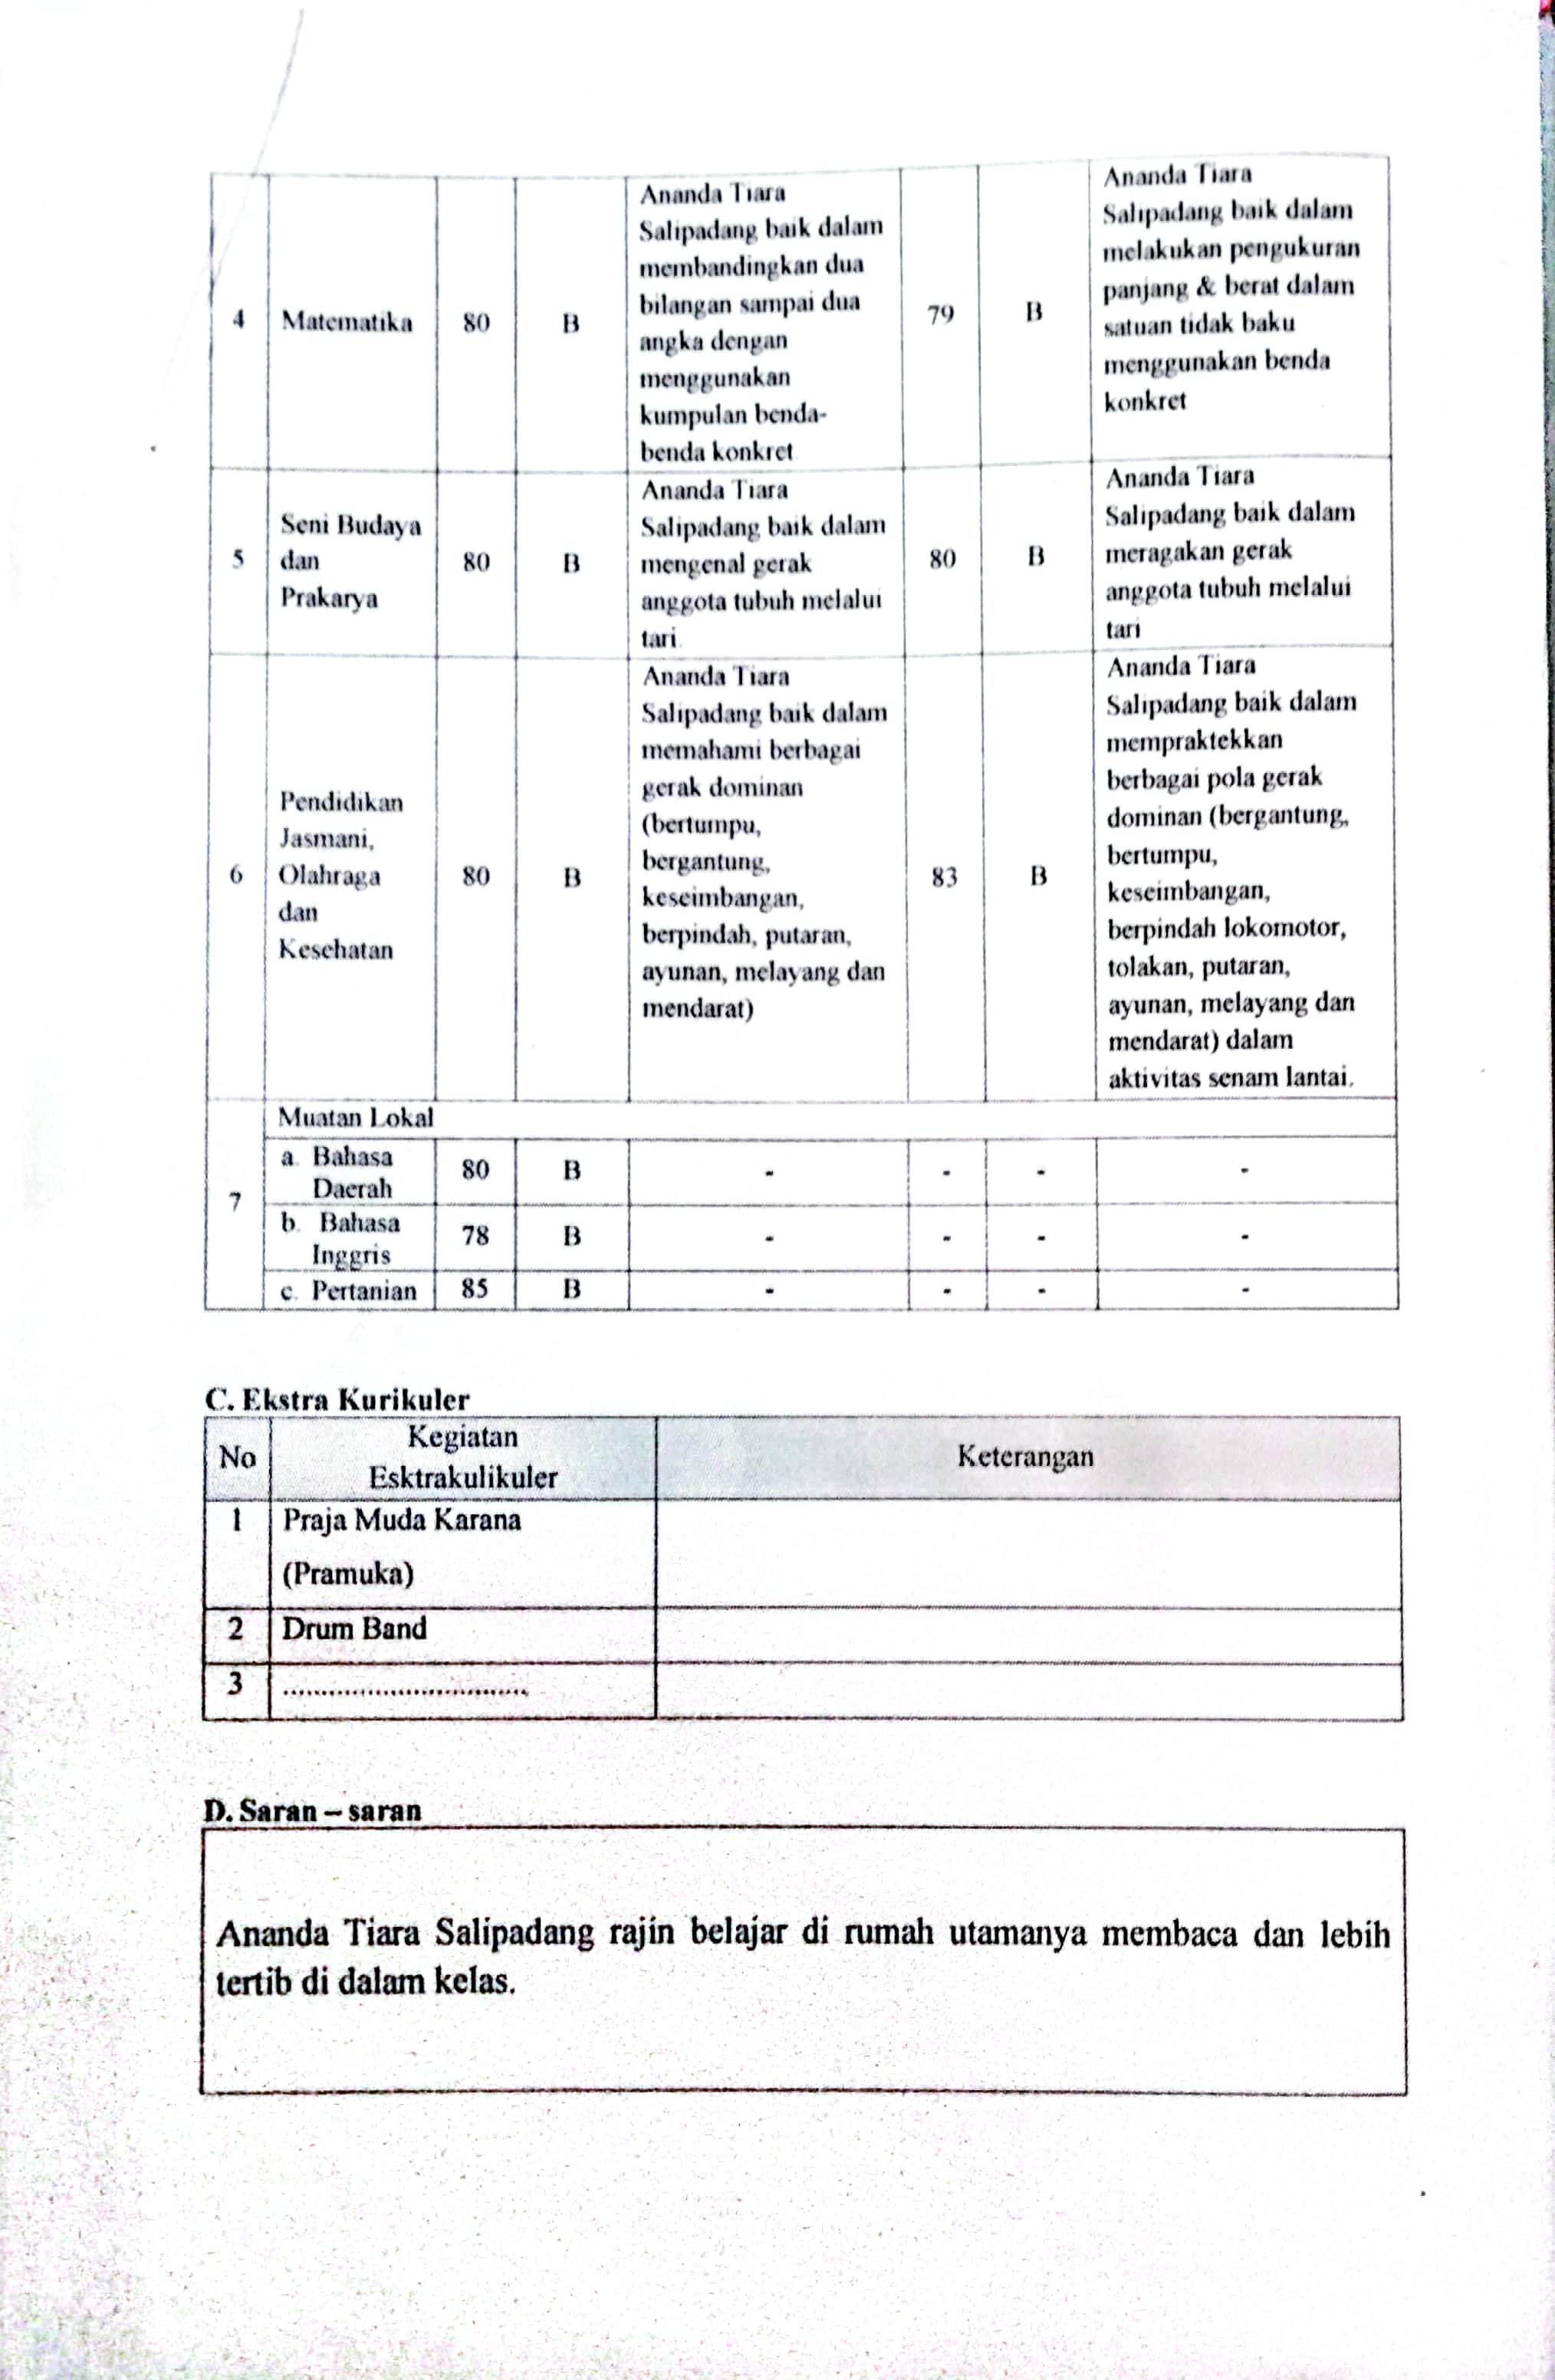 4 Matematika 80 B
Ananda Tiara
Salipadang baik dalam
membandingkan dua
bilangan sampai dua
angka dengan
menggunakan
kumpulan benda-
benda konkret
79 B
Ananda Tiara
Salipadang baik dalam
melakukan pengukuran
panjang & berat dalam
satuan tidak baku
menggunakan benda
konkret
5
Seni Budaya
dan
Prakarya
80 B
Ananda Tiara
Salipadang baik dalam
mengenal gerak
anggota tubuh melalui
tari
80 B
Ananda Tiara
Salipadang baik dalam
meragakan gerak
anggota tubuh melalui
tari
6
Pendidikan
Jasmani,
Olahraga
dan
Kesehatan
80 B
Ananda Tiara
Salipadang baik dalam
memahami berbagai
gerak dominan
(bertumpu,
bergantung,
keseimbangan,
berpindah, putaran,
ayunan, melayang dan
mendarat)
83 B
Ananda Tiara
Salipadang baik dalam
mempraktekkan
berbagai pola gerak
dominan (bergantung,
bertumpu,
keseimbangan,
berpindah lokomotor,
tolakan, putaran,
ayunan, melayang dan
mendarat) dalam
aktivitas senam lantai.
7
Muatan Lokal
a. Bahasa
Daerah
80 B - - - -
b. Bahasa
Inggris
78 B - - - -
c. Pertanian 85 B - - - -
C. Ekstra Kurikuler
No
Kegiatan
Esktrakulikuler
Keterangan
1 Praja Muda Karana
(Pramuka)
2 Drum Band
3 ................................
D. Saran – saran
Ananda Tiara Salipadang rajin belajar di rumah utamanya membaca dan lebih
tertib di dalam kelas.